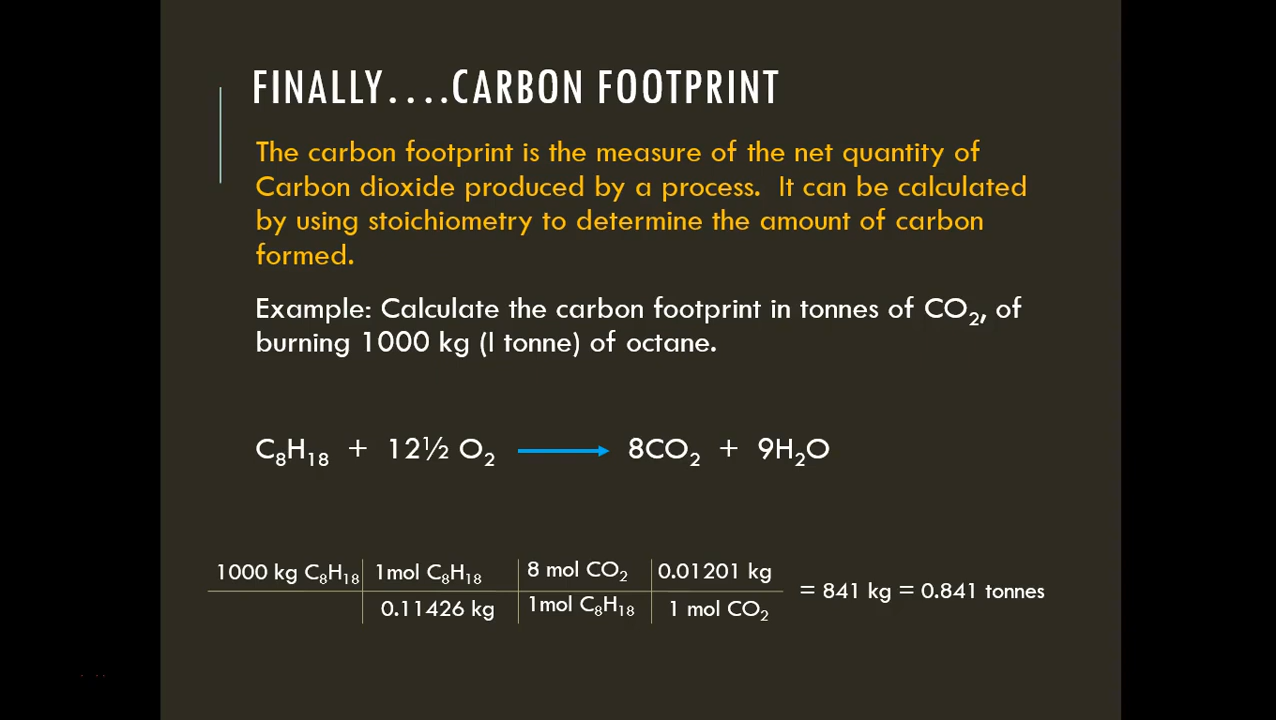 FINALLY....CARBON FOOTPRINT
The carbon footprint is the measure of the net quantity of
Carbon dioxide produced by a process. It can be calculated
by using stoichiometry to determine the amount of carbon
formed.
Example: Calculate the carbon footprint in tonnes of CO₂, of
burning 1000 kg (I tonne) of octane.
C₈H₁₈ + 12½ O₂ → 8CO₂ + 9H₂O
1000 kg C₈H₁₈ 1mol C₈H₁₈ 8 mol CO₂ 0.01201 kg
= 841 kg = 0.841 tonnes
0.11426 kg 1mol C₈H₁₈ 1 mol CO₂